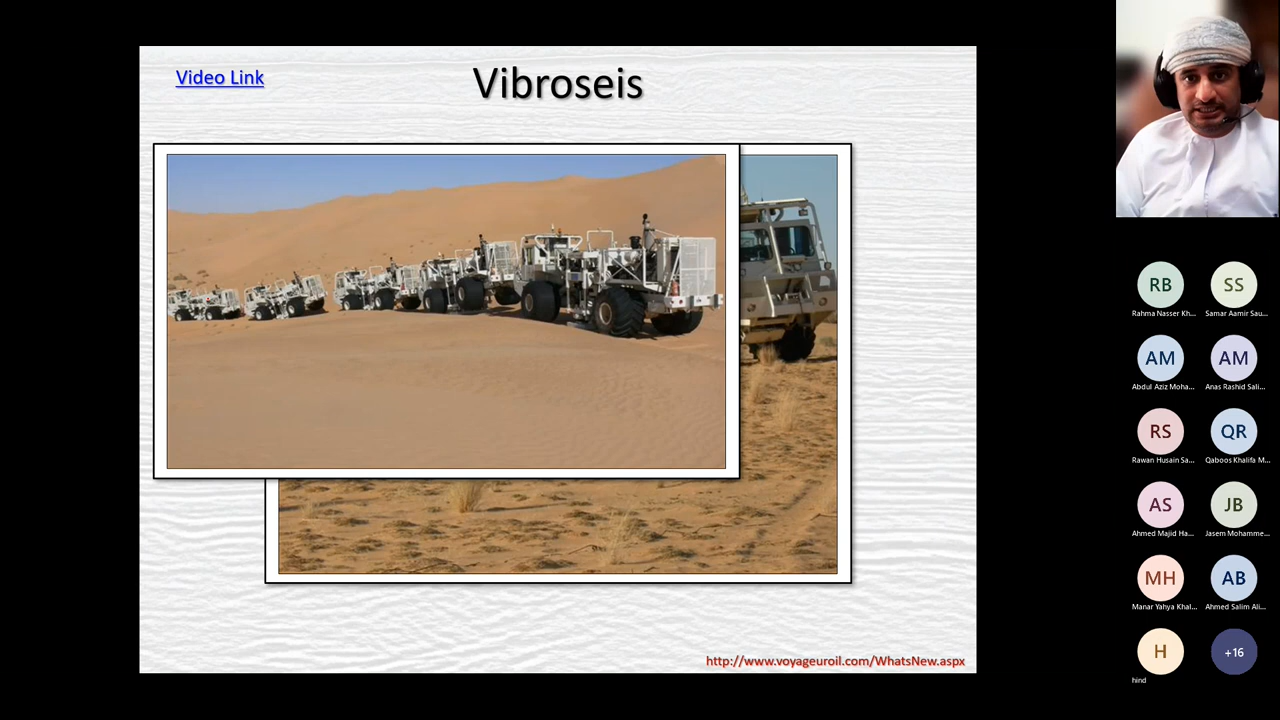 Video Link
Vibroseis
http://www.voyageuroil.com/WhatsNew.aspx
RB
SS
Rahma Nasser Kh...
Samar Aamir Sau...
AM
AM
Abdul Aziz Moha...
Anas Rashid Sali...
RS
QR
Rawan Husain Sa...
Qaboos Khalifa M...
AS
JB
Ahmed Majid Ha...
Jasem Mohamme...
MH
AB
Manar Yahya Khal...
Ahmed Salim Ali...
H
+16
hind